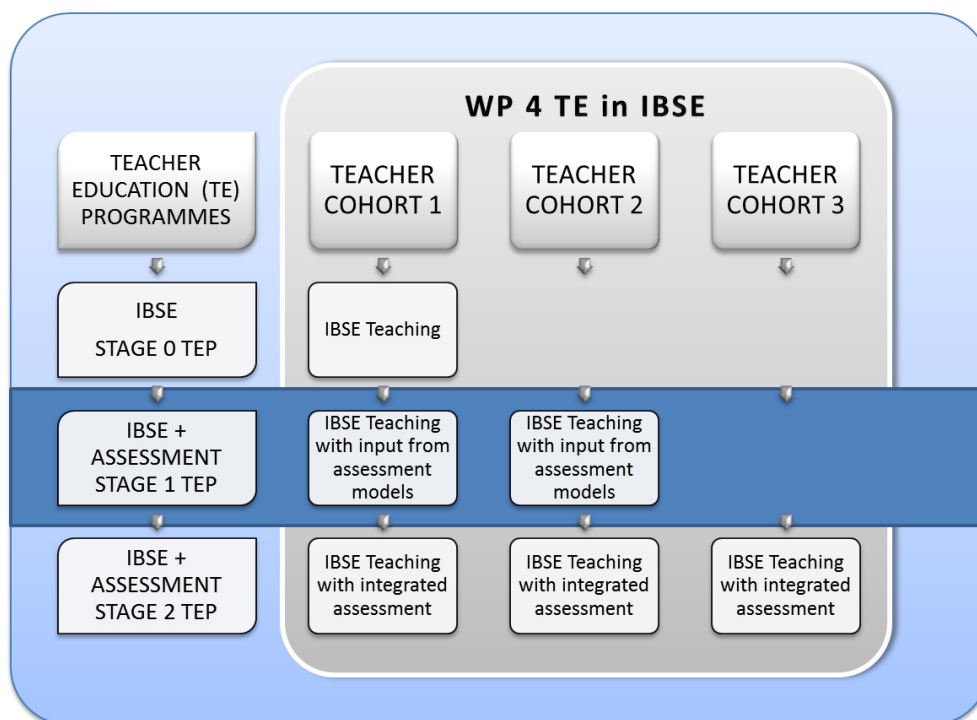 WP 4 TE in IBSE
TEACHER
EDUCATION (TE)
PROGRAMMES
TEACHER
COHORT 1
TEACHER
COHORT 2
TEACHER
COHORT 3
IBSE
STAGE 0 TEP
IBSE Teaching
IBSE +
ASSESSMENT
STAGE 1 TEP
IBSE Teaching
with input from
assessment
models
IBSE Teaching
with input from
assessment
models
IBSE +
ASSESSMENT
STAGE 2 TEP
IBSE Teaching
with integrated
assessment
IBSE Teaching
with integrated
assessment
IBSE Teaching
with integrated
assessment